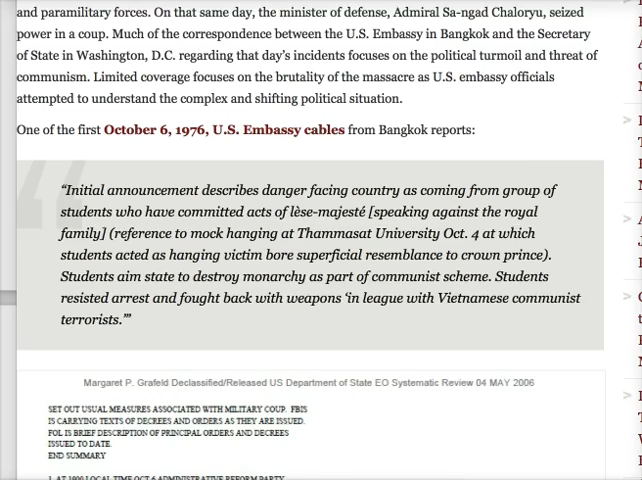 and paramilitary forces. On that same day, the minister of defense, Admiral Sa-ngad Chaloryu, seized
power in a coup. Much of the correspondence between the U.S. Embassy in Bangkok and the Secretary
of State in Washington, D.C. regarding that day's incidents focuses on the political turmoil and threat of
communism. Limited coverage focuses on the brutality of the massacre as U.S. embassy officials
attempted to understand the complex and shifting political situation.
One of the first October 6, 1976, U.S. Embassy cables from Bangkok reports:
“Initial announcement describes danger facing country as coming from group of
students who have committed acts of lèse-majesté [speaking against the royal
family] (reference to mock hanging at Thammasat University Oct. 4 at which
students acted as hanging victim bore superficial resemblance to crown prince).
Students aim state to destroy monarchy as part of communist scheme. Students
resisted arrest and fought back with weapons ‘in league with Vietnamese communist
terrorists.’”
Margaret P. Grafeld Declassified/Released US Department of State EO Systematic Review 04 MAY 2006
SET OUT USUAL MEASURES ASSOCIATED WITH MILITARY COUP. FBIS
IS CARRYING TEXTS OF DECREES AND ORDERS AS THEY ARE ISSUED.
FOL IS BRIEF DESCRIPTION OF PRINCIPAL ORDERS AND DECREES
ISSUED TO DATE.
END SUMMARY
1. AT 1900 LOCAL TIME OCT 6 ADMINISTRATIVE REFORM PARTY